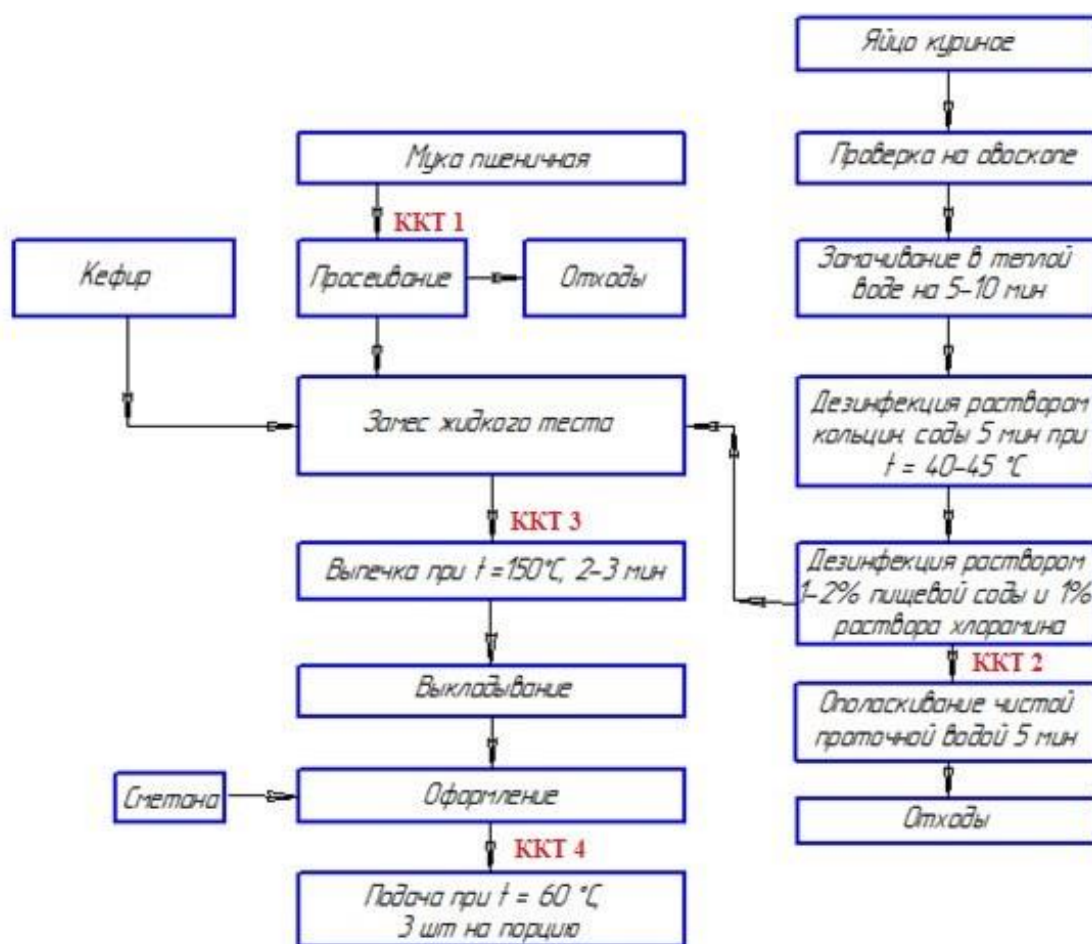 Яйцо куриное
Мука пшеничная
Проверка на овоскопе
ККТ 1
Кефир
Просеивание
Отходы
Замачивание в теплой
воде на 5-10 мин
Замес жидкого теста
Дезинфекция раствором
кольцин. соды 5 мин при
t = 40-45 °С
ККТ 3
Выпечка при t =150°С, 2-3 мин
Дезинфекция раствором
1-2% пищевой соды и 1%
раствора хлорамина
ККТ 2
Выкладывание
Ополаскивание чистой
проточной водой 5 мин
Сметана
Оформление
Отходы
ККТ 4
Подача при t = 60 °С,
3 шт на порцию